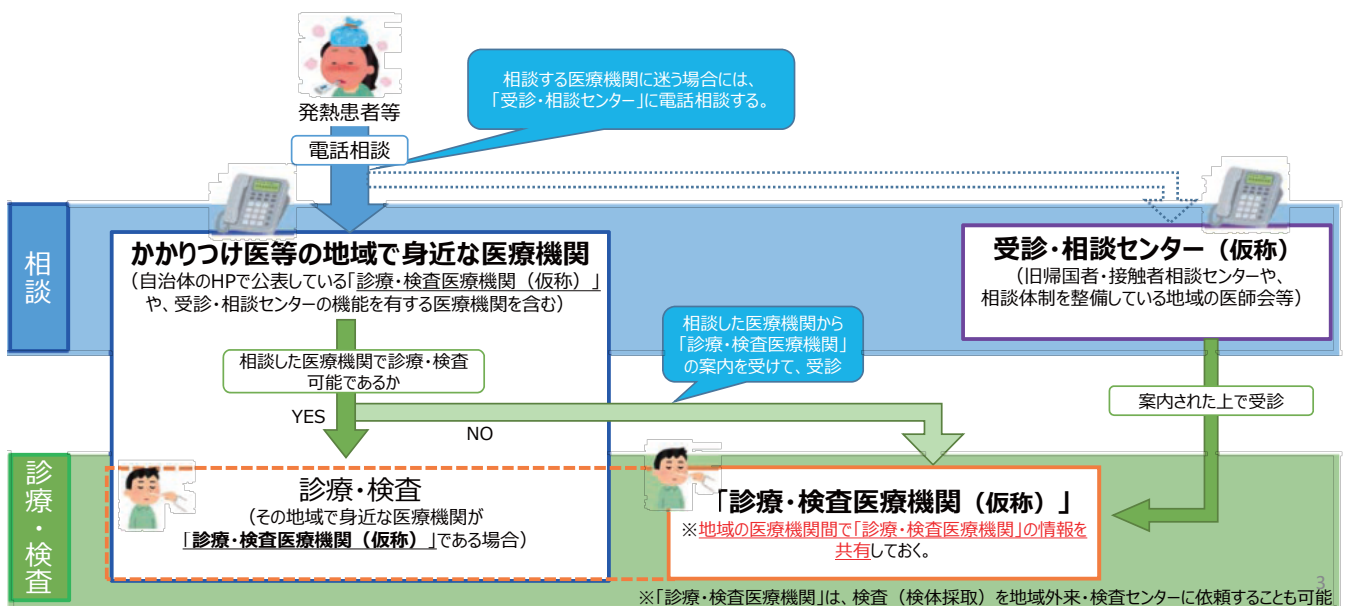 発熱患者等
相談する医療機関に迷う場合には、
「受診・相談センター」に電話相談する。
電話相談
相談
かかりつけ医等の地域で身近な医療機関
（自治体のHPで公表している「診療・検査医療機関（仮称）」
や、受診・相談センターの機能を有する医療機関を含む）
受診・相談センター（仮称）
（旧帰国者・接触者相談センターや、
相談体制を整備している地域の医師会等）
相談した医療機関から
「診療・検査医療機関」
の案内を受けて、受診
相談した医療機関で診療・検査
可能であるか
YES
NO
案内された上で受診
診療・検査
診療・検査
（その地域で身近な医療機関が
「診療・検査医療機関（仮称）」である場合）
「診療・検査医療機関（仮称）」
※地域の医療機関間で「診療・検査医療機関」の情報を
共有しておく。
3
※「診療・検査医療機関」は、検査（検体採取）を地域外来・検査センターに依頼することも可能